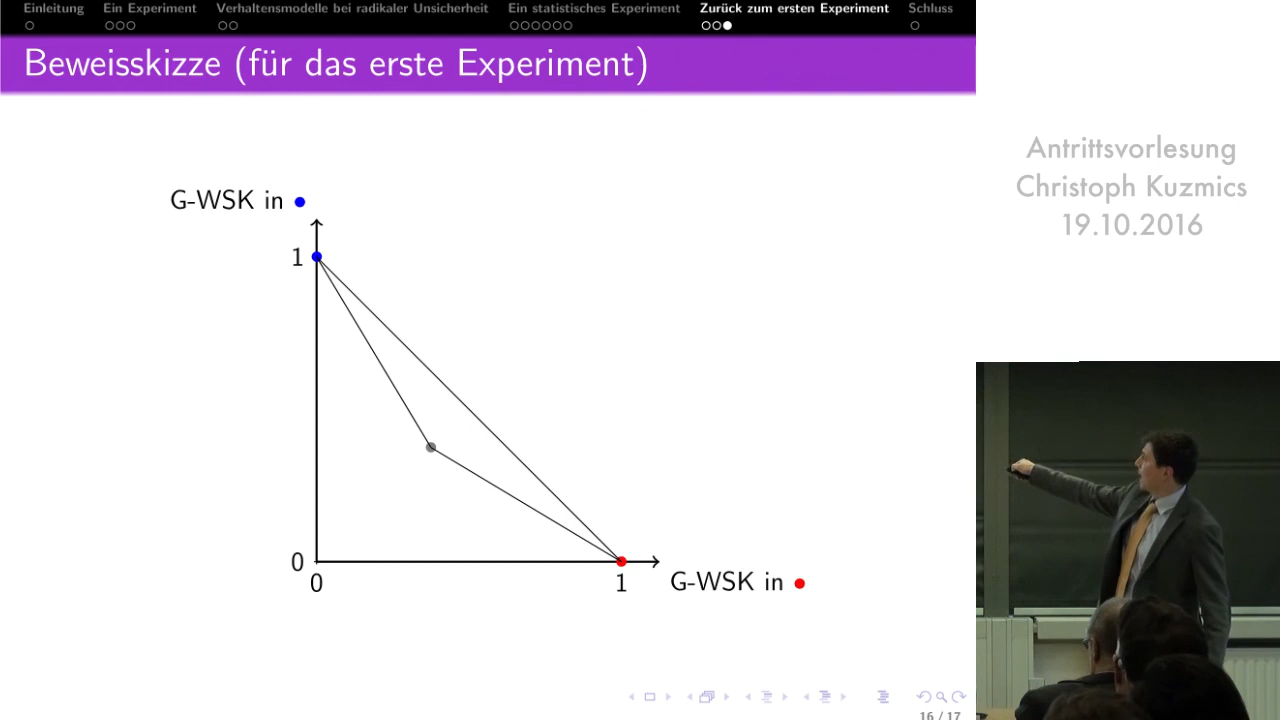 Einleitung Ein Experiment Verhaltensmodelle bei radikaler Unsicherheit Ein statistisches Experiment Zurück zum ersten Experiment Schluss
Beweisskizze (für das erste Experiment)
Antrittsvorlesung
Christoph Kuzmics
19.10.2016
G-WSK in
1
0
0 1 G-WSK in
16 / 17